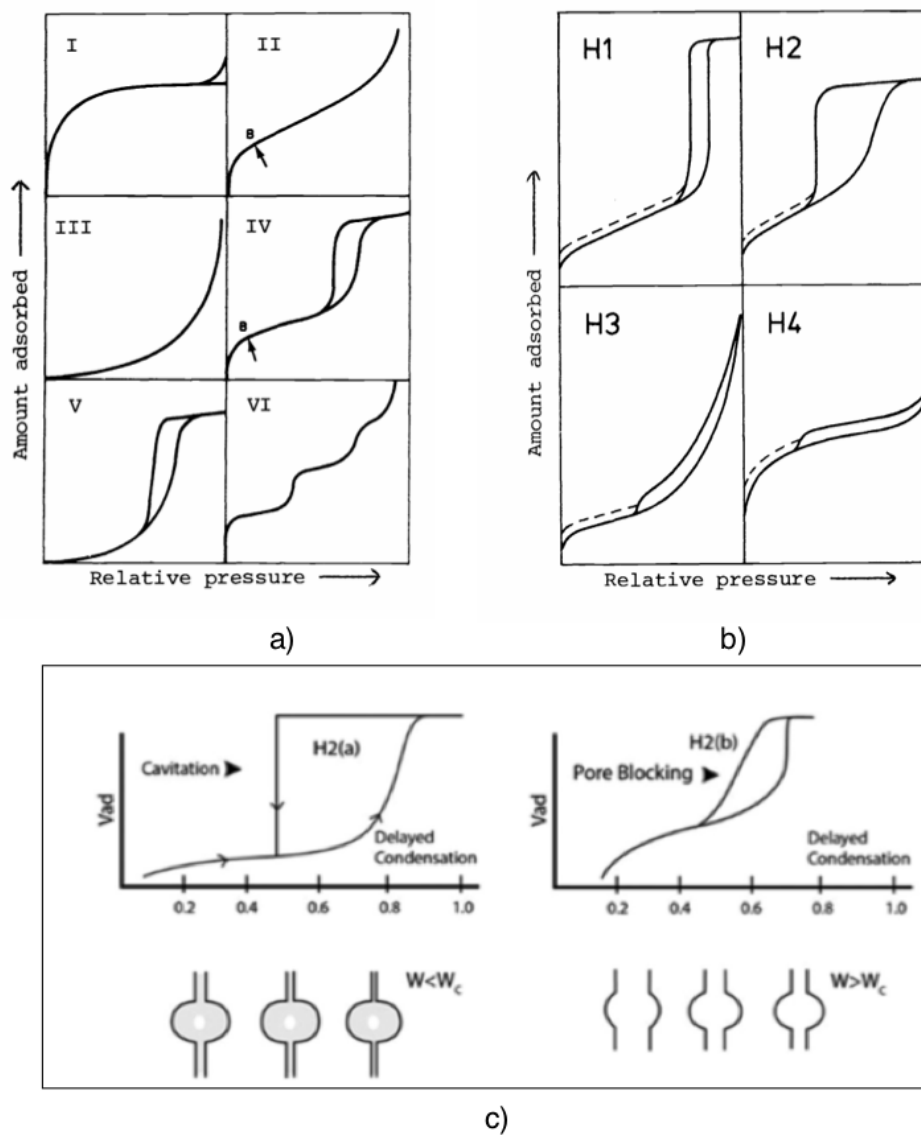 I
II
B
III
IV
B
V
VI
Amount adsorbed
Relative pressure
a)
H1
H2
H3
H4
Amount adsorbed
Relative pressure
b)
Cavitation
H2(a)
Delayed
Condensation
Vad
0.2
0.4
0.6
0.8
1.0
W<Wc
H2(b)
Pore Blocking
Delayed
Condensation
Vad
0.2
0.4
0.6
0.8
1.0
W>Wc
c)